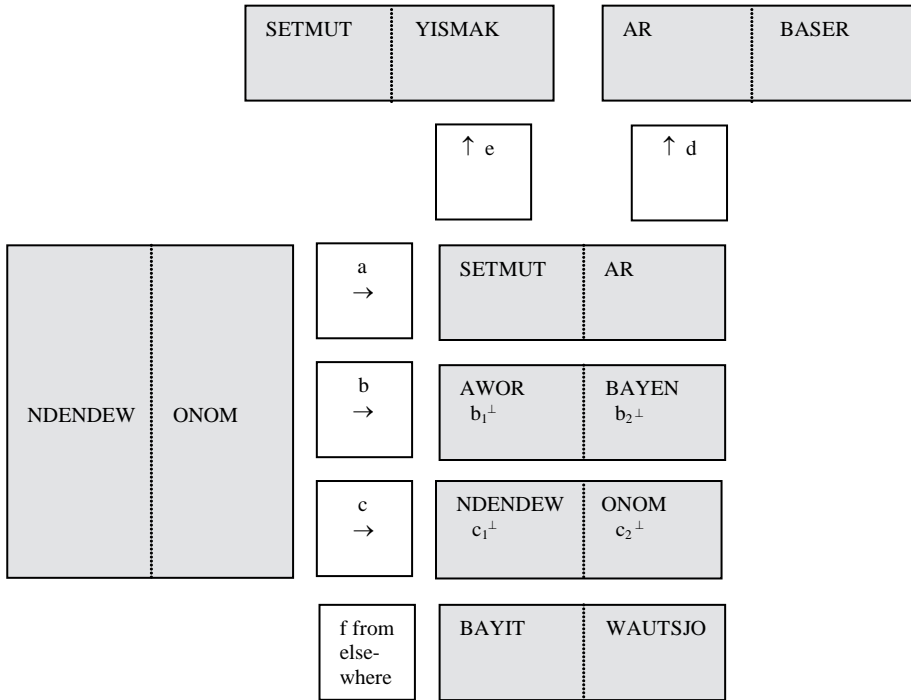 SETMUT YISMAK AR BASER
↑ e ↑ d
a
→
SETMUT AR
b
→
AWOR BAYEN
b₁⊥ b₂⊥
NDENDEW ONOM
c
→
NDENDEW ONOM
c₁⊥ c₂⊥
f from
else-
where
BAYIT WAUTSJO